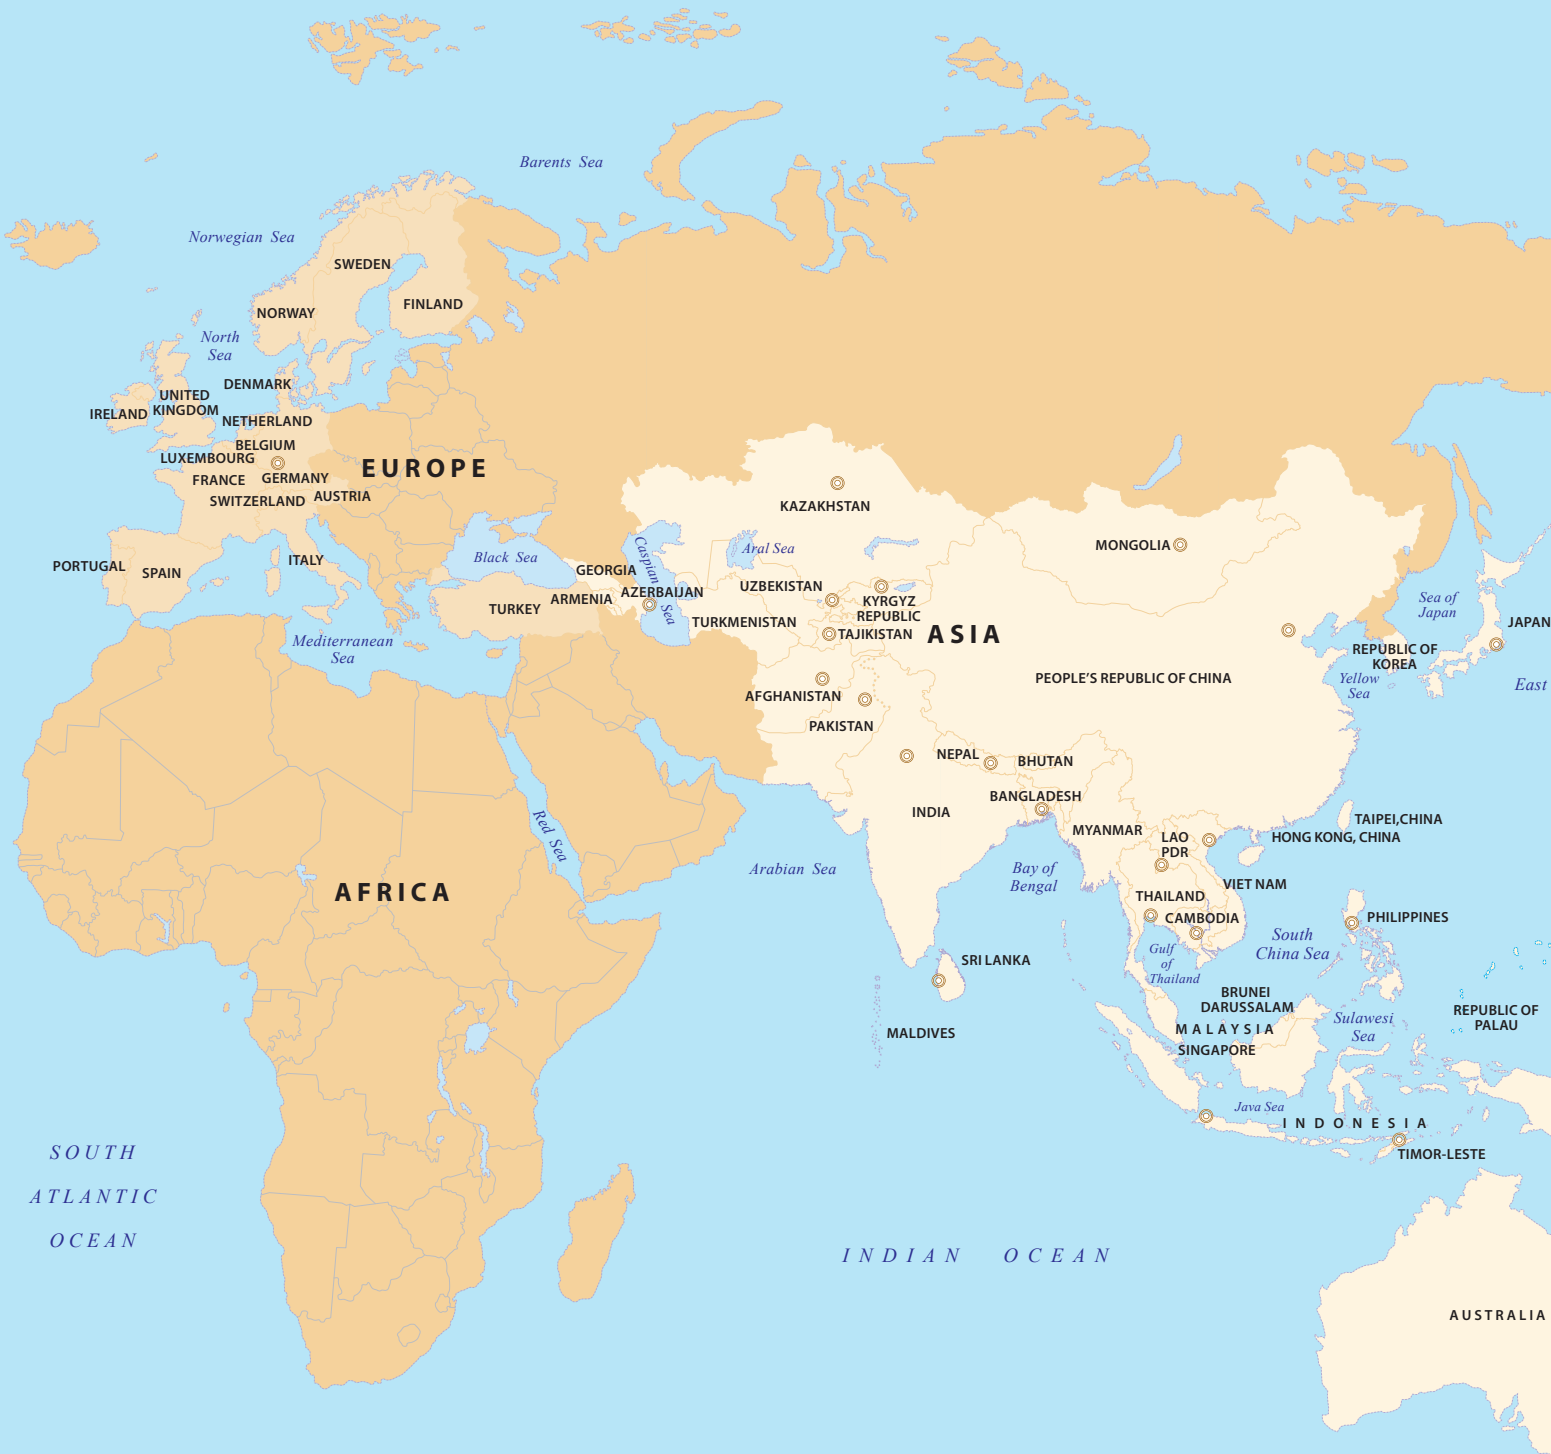 Barents Sea
Norwegian Sea
SWEDEN
FINLAND
NORWAY
North
Sea
DENMARK
UNITED
KINGDOM
IRELAND
NETHERLAND
BELGIUM
LUXEMBOURG
EUROPE
FRANCE
GERMANY
SWITZERLAND
AUSTRIA
KAZAKHSTAN
MONGOLIA
Black Sea
Caspian Sea
Aral Sea
PORTUGAL
SPAIN
ITALY
GEORGIA
AZERBAIJAN
ARMENIA
TURKEY
UZBEKISTAN
KYRGYZ
REPUBLIC
TURKMENISTAN
TAJIKISTAN
ASIA
Sea of
Japan
JAPAN
Mediterranean
Sea
REPUBLIC OF
KOREA
Yellow
Sea
East
PEOPLE'S REPUBLIC OF CHINA
AFGHANISTAN
PAKISTAN
NEPAL
BHUTAN
BANGLADESH
INDIA
MYANMAR
LAO
PDR
TAIPEI,CHINA
HONG KONG, CHINA
Red Sea
Arabian Sea
Bay of
Bengal
AFRICA
VIET NAM
THAILAND
CAMBODIA
PHILIPPINES
South
China Sea
Gulf
of
Thailand
SRI LANKA
BRUNEI
DARUSSALAM
MALAYSIA
SINGAPORE
Sulawesi
Sea
REPUBLIC OF
PALAU
MALDIVES
Java Sea
INDONESIA
TIMOR-LESTE
SOUTH
ATLANTIC
OCEAN
INDIAN OCEAN
AUSTRALIA